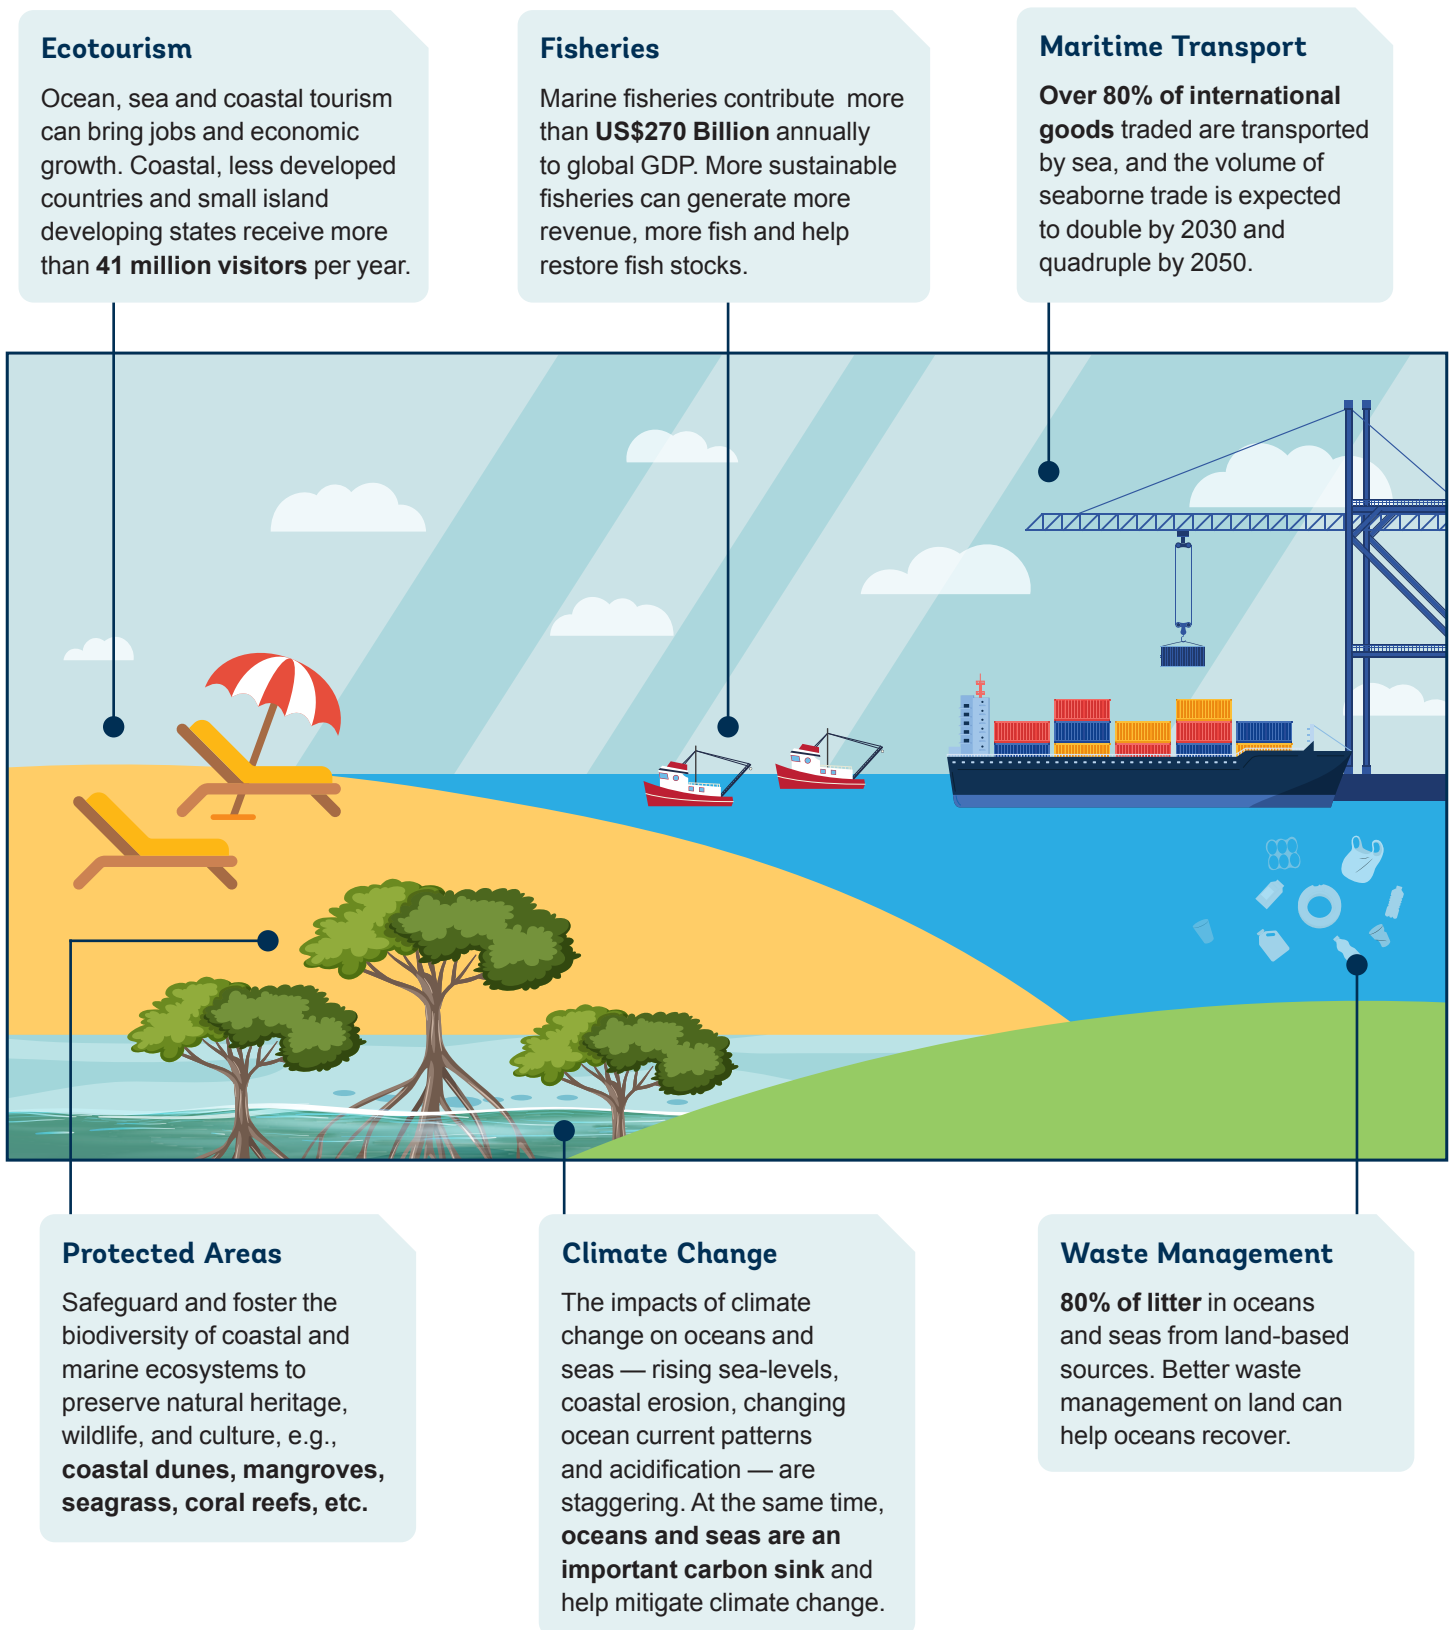 Ecotourism
Ocean, sea and coastal tourism
can bring jobs and economic
growth. Coastal, less developed
countries and small island
developing states receive more
than 41 million visitors per year.
Fisheries
Marine fisheries contribute more
than US$270 Billion annually
to global GDP. More sustainable
fisheries can generate more
revenue, more fish and help
restore fish stocks.
Maritime Transport
Over 80% of international
goods traded are transported
by sea, and the volume of
seaborne trade is expected
to double by 2030 and
quadruple by 2050.
Protected Areas
Safeguard and foster the
biodiversity of coastal and
marine ecosystems to
preserve natural heritage,
wildlife, and culture, e.g.,
coastal dunes, mangroves,
seagrass, coral reefs, etc.
Climate Change
The impacts of climate
change on oceans and
seas — rising sea-levels,
coastal erosion, changing
ocean current patterns
and acidification — are
staggering. At the same time,
oceans and seas are an
important carbon sink and
help mitigate climate change.
Waste Management
80% of litter in oceans
and seas from land-based
sources. Better waste
management on land can
help oceans recover.